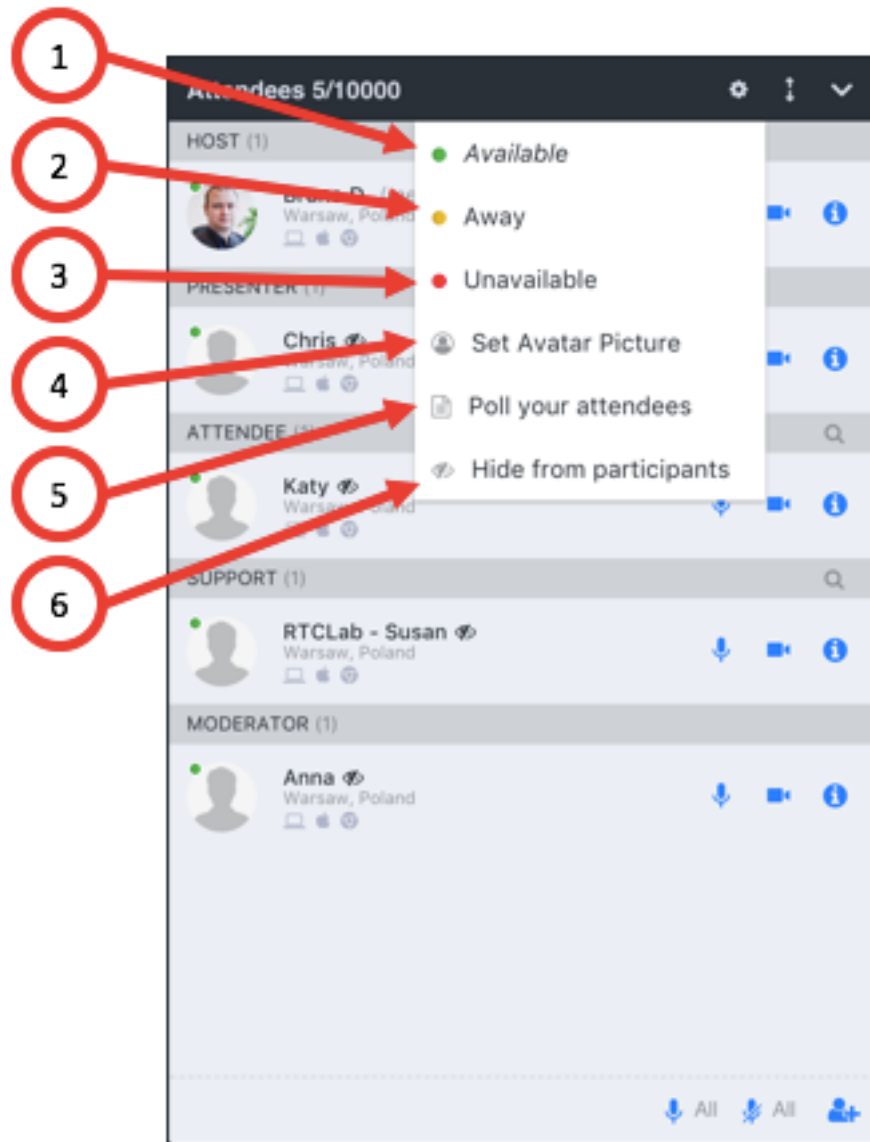 1
2
3
4
5
6
Attendees 5/10000
HOST (1)
Available
Away
Unavailable
Set Avatar Picture
Poll your attendees
Hide from participants
Warsaw, Poland
PRESENTER (1)
Chris
Warsaw, Poland
ATTENDEE
Katy
Warsaw, Poland
SUPPORT (1)
RTCLab - Susan
Warsaw, Poland
MODERATOR (1)
Anna
Warsaw, Poland
All All